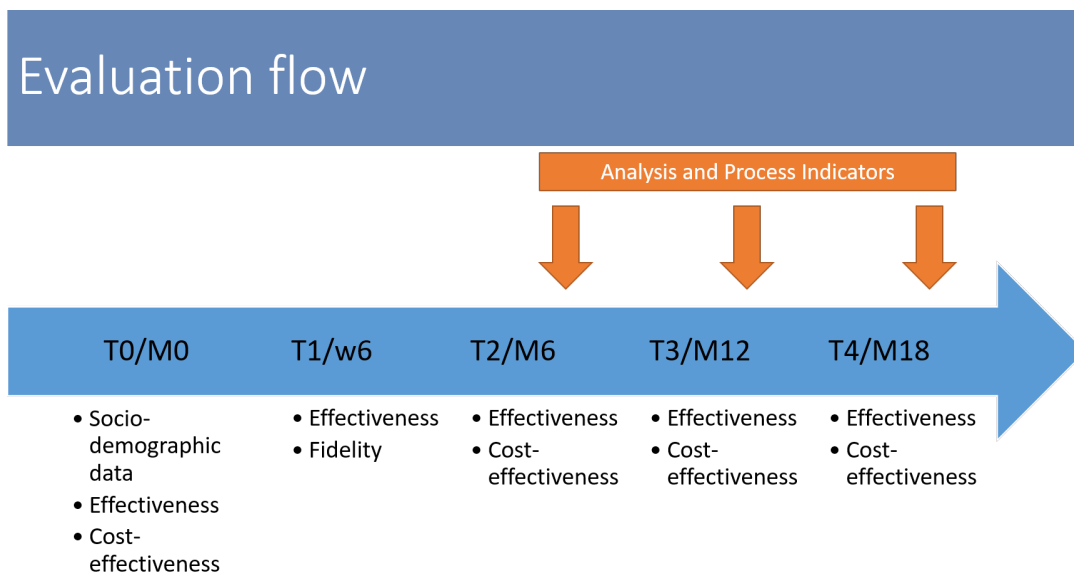 Evaluation flow
Analysis and Process Indicators
T0/M0
T1/w6
T2/M6
T3/M12
T4/M18
• Socio-
demographic
data
• Effectiveness
• Cost-
effectiveness
• Effectiveness
• Fidelity
• Effectiveness
• Cost-
effectiveness
• Effectiveness
• Cost-
effectiveness
• Effectiveness
• Cost-
effectiveness